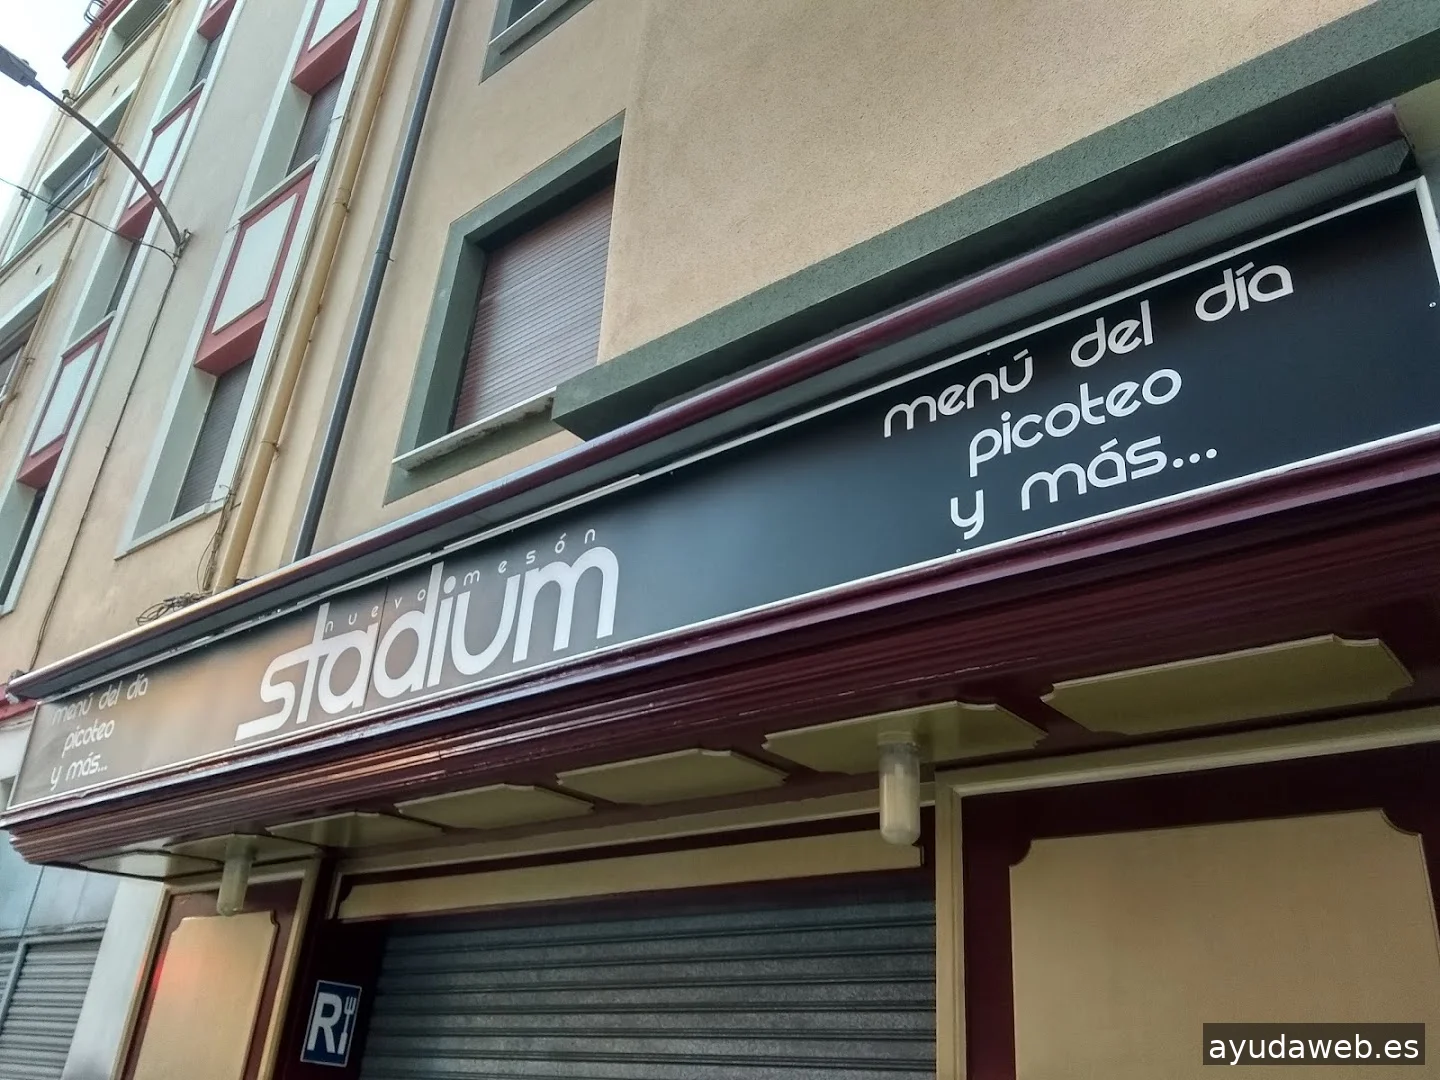 menú del día
picoteo
y más...
nuevo mesón
stadium
menú del día
picoteo
y más...
R
ayudaweb.es